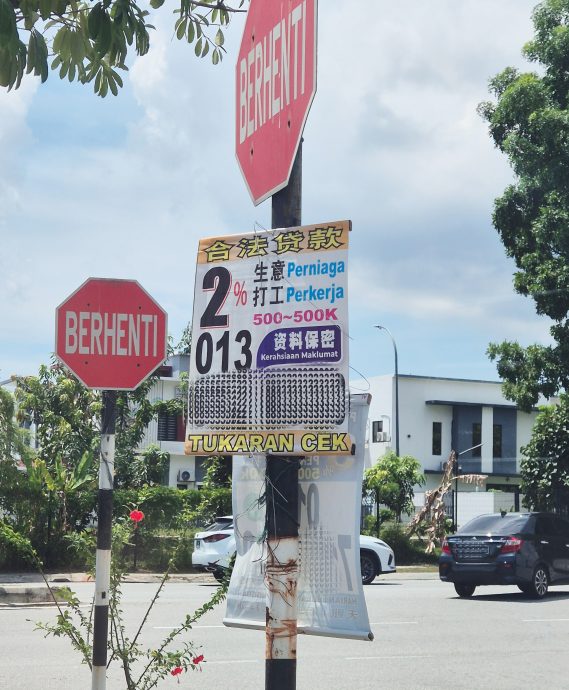 BERHENTI
BERHENTI
合法贷款
2% 生意 Perniaga
打工 Perkerja
500~500K
013
资料保密
Kerahsiaan Maklumat
TUKARAN CEK